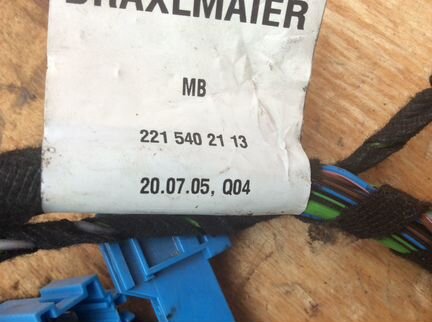 DRAXLMAIER
MB
221 540 21 13
20.07.05, Q04